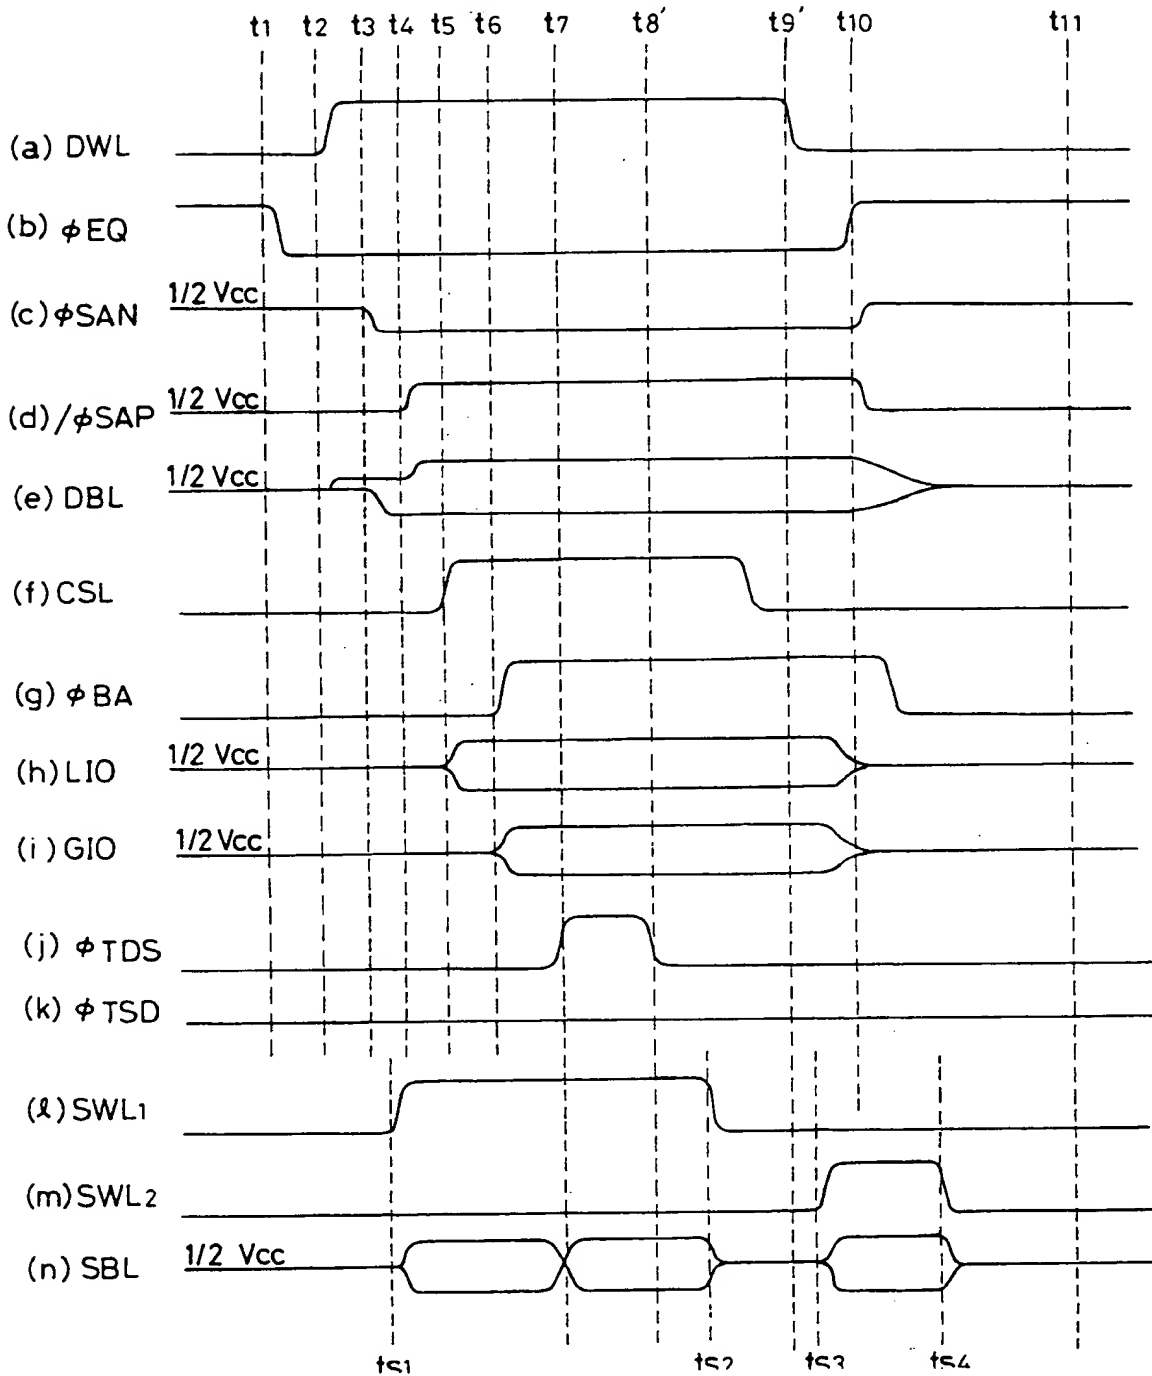 t1 t2 t3 t4 t5 t6 t7 t8' t9' t10 t11
(a) DWL
(b) ϕEQ
1/2 Vcc
(c) ϕSAN
1/2 Vcc
(d) /ϕSAP
1/2 Vcc
(e) DBL
(f) CSL
(g) ϕBA
1/2 Vcc
(h) LIO
1/2 Vcc
(i) GIO
(j) ϕTDS
(k) ϕTSD
(ℓ) SWL1
(m) SWL2
1/2 Vcc
(n) SBL
ts1 ts2 ts3 ts4